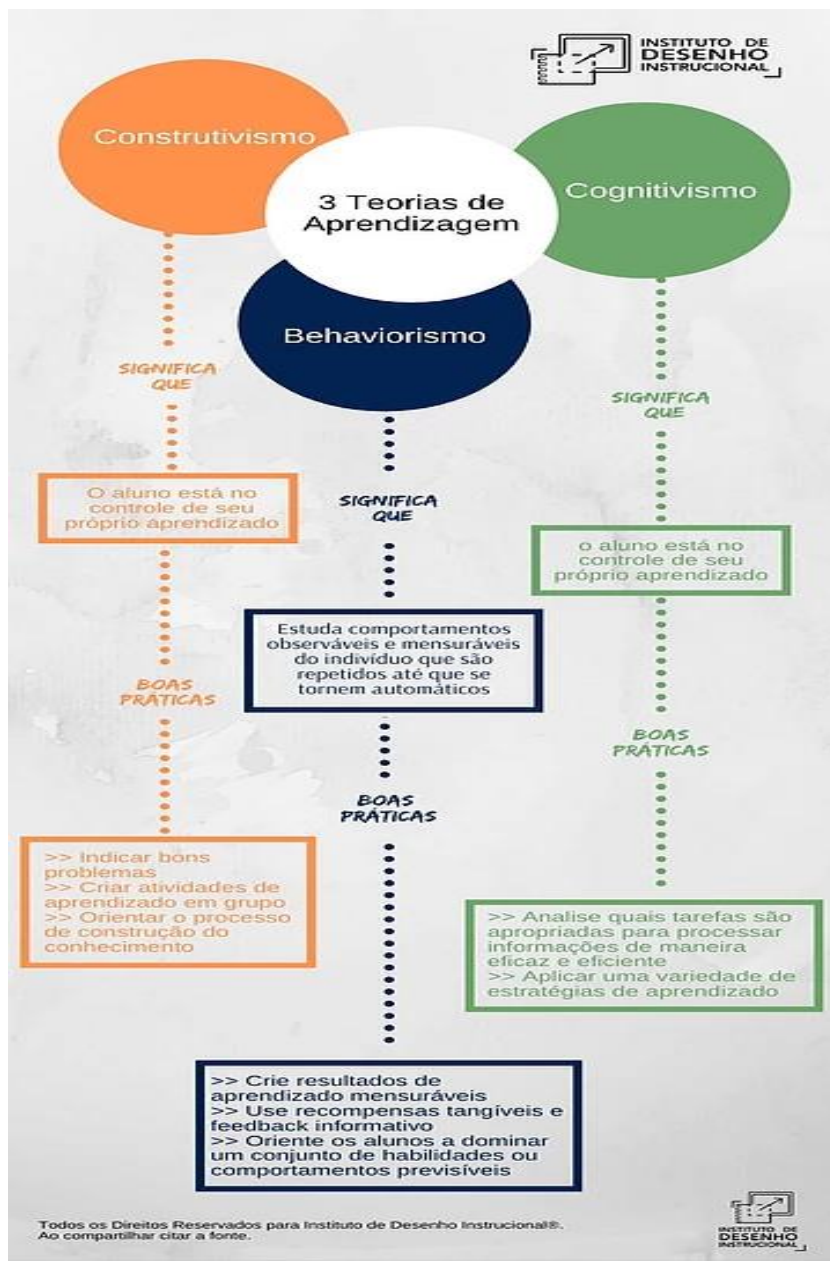 INSTITUTO DE
DESENHO
INSTRUCIONAL
Construtivismo
3 Teorias de
Aprendizagem
Cognitivismo
Behaviorismo
SIGNIFICA
QUE
O aluno está no
controle de seu
próprio aprendizado
BOAS
PRÁTICAS
>> Indicar bons
problemas
>> Criar atividades de
aprendizado em grupo
>> Orientar o processo
de construção do
conhecimento
SIGNIFICA
QUE
Estuda comportamentos
observáveis e mensuráveis
do indivíduo que são
repetidos até que se
tornem automáticos
BOAS
PRÁTICAS
>> Crie resultados de
aprendizado mensuráveis
>> Use recompensas tangíveis e
feedback informativo
>> Oriente os alunos a dominar
um conjunto de habilidades ou
comportamentos previsíveis
SIGNIFICA
QUE
o aluno está no
controle de seu
próprio aprendizado
BOAS
PRÁTICAS
>> Analise quais tarefas são
apropriadas para processar
informações de maneira
eficaz e eficiente
>> Aplicar uma variedade de
estratégias de aprendizado
Todos os Direitos Reservados para Instituto de Desenho Instrucional®.
Ao compartilhar citar a fonte.
INSTITUTO DE
DESENHO
INSTRUCIONAL